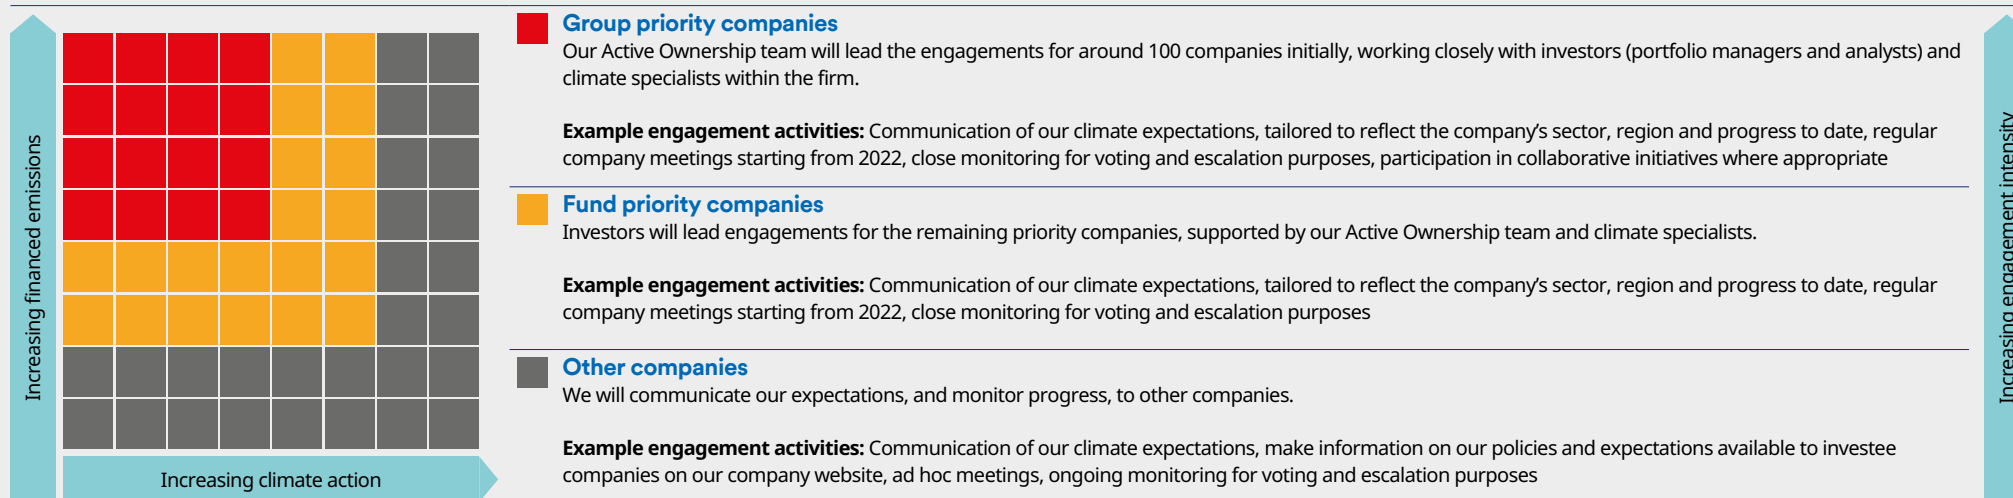 Increasing financed emissions
Increasing climate action
Group priority companies
Our Active Ownership team will lead the engagements for around 100 companies initially, working closely with investors (portfolio managers and analysts) and
climate specialists within the firm.
Example engagement activities: Communication of our climate expectations, tailored to reflect the company’s sector, region and progress to date, regular
company meetings starting from 2022, close monitoring for voting and escalation purposes, participation in collaborative initiatives where appropriate
Fund priority companies
Investors will lead engagements for the remaining priority companies, supported by our Active Ownership team and climate specialists.
Example engagement activities: Communication of our climate expectations, tailored to reflect the company’s sector, region and progress to date, regular
company meetings starting from 2022, close monitoring for voting and escalation purposes
Other companies
We will communicate our expectations, and monitor progress, to other companies.
Example engagement activities: Communication of our climate expectations, make information on our policies and expectations available to investee
companies on our company website, ad hoc meetings, ongoing monitoring for voting and escalation purposes
Increasing engagement intensity